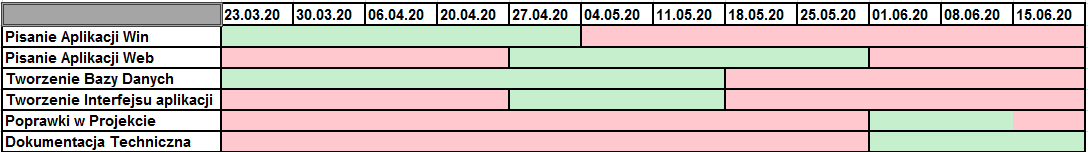 23.03.20 30.03.20 06.04.20 20.04.20 27.04.20 04.05.20 11.05.20 18.05.20 25.05.20 01.06.20 08.06.20 15.06.20
Pisanie Aplikacji Win
Pisanie Aplikacji Web
Tworzenie Bazy Danych
Tworzenie Interfejsu aplikacji
Poprawki w Projekcie
Dokumentacja Techniczna